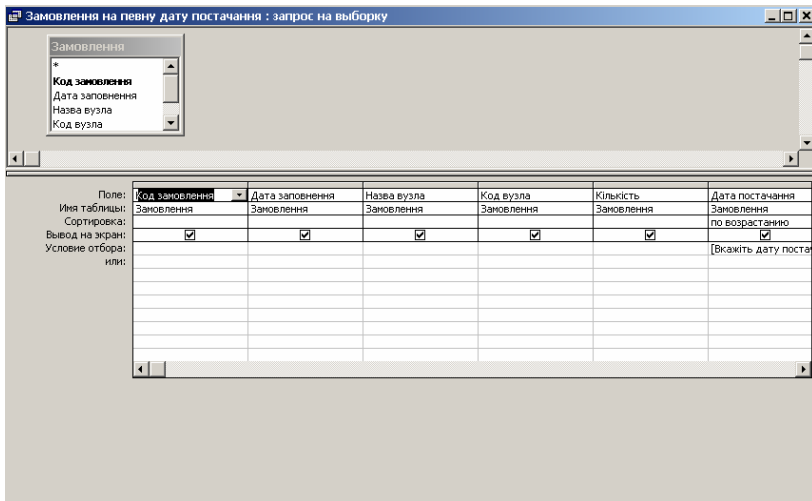 Замовлення на певну дату постачання : запрос на выборку
Замовлення
*
Код замовлення
Дата заповнення
Назва вузла
Код вузла
Поле: Код замовлення Дата заповнення Назва вузла Код вузла Кількість Дата постачання
Имя таблицы: Замовлення Замовлення Замовлення Замовлення Замовлення Замовлення
Сортировка: по возрастанию
Вывод на экран:
Условие отбора: [Вкажіть дату поста
или: